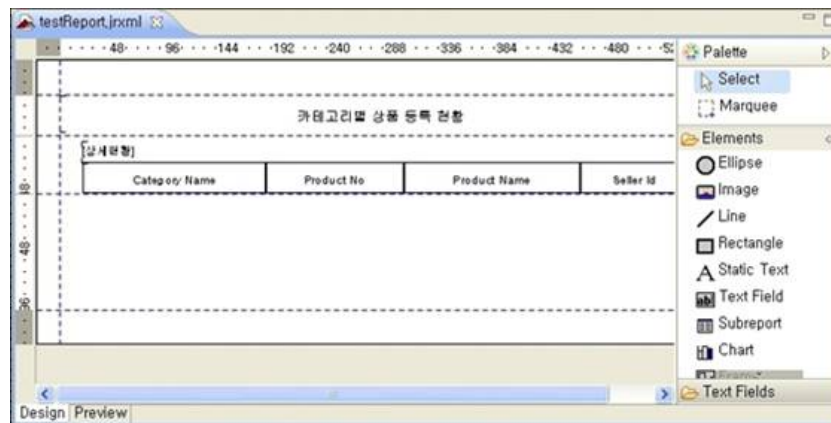 testReport.jrxml
48 96 144 192 240 288 336 384 432 480
Palette
Select
Marquee
카테고리별 상품 등록 현황
Elements
[상세현황]
Ellipse
Category Name Product No Product Name Seller Id
Image
Line
48
Rectangle
Static Text
Text Field
Subreport
Chart
Text Fields
Design Preview